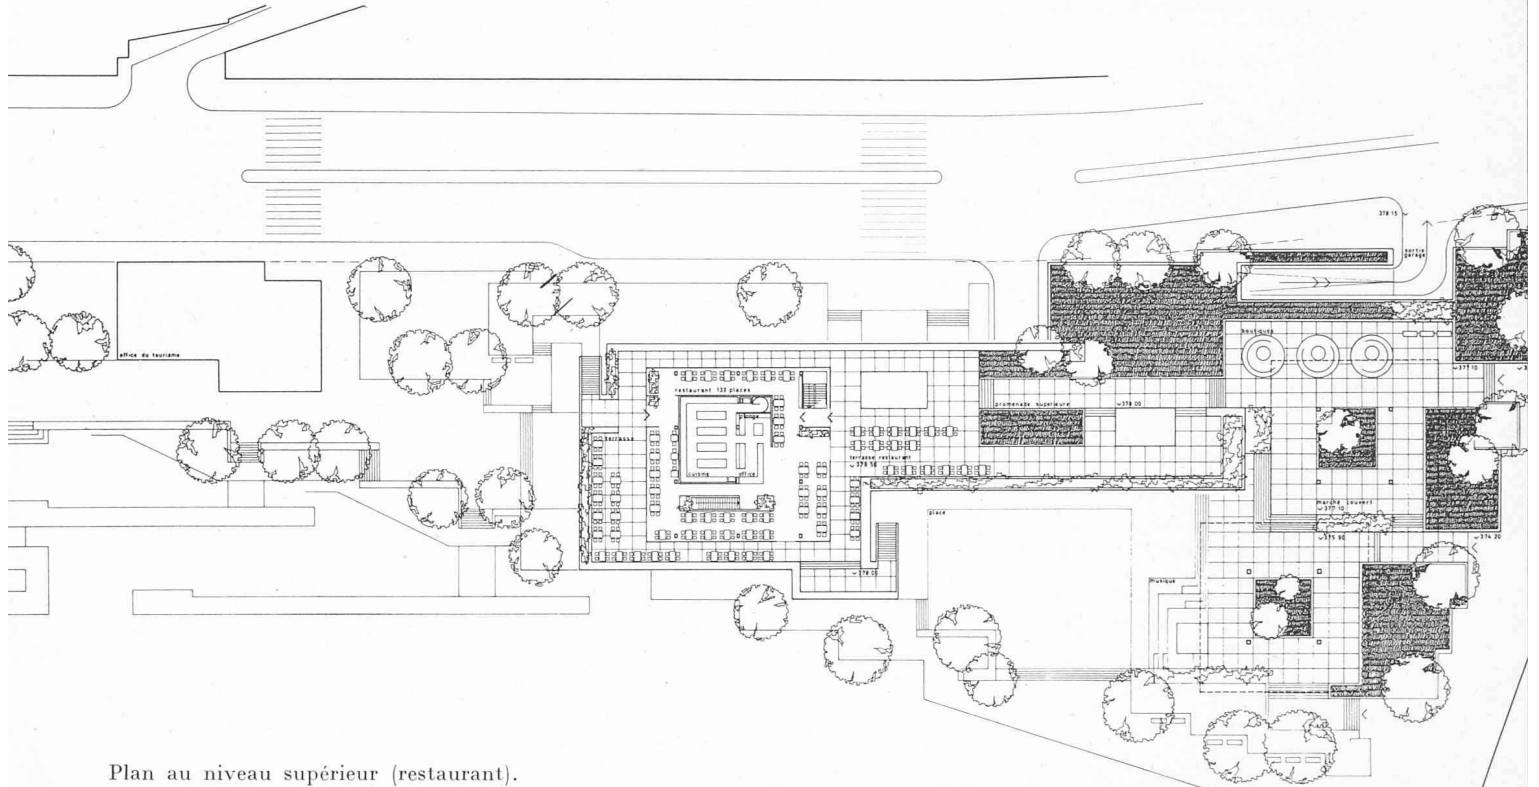 378 15
sortie
garage
boutiques
office du tourisme
377 10
restaurant 133 places
plonge
promenade supérieure
378 00
terrasse
terrasse restaurant
378 56
cuisine
office
marché couvert
377 10
place
375 90
374 20
378 05
musique
Plan au niveau supérieur (restaurant).